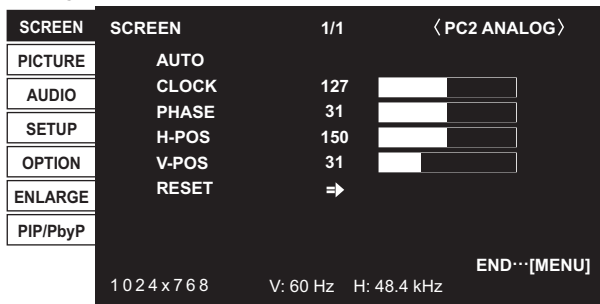 SCREEN
PICTURE
AUDIO
SETUP
OPTION
ENLARGE
PIP/PbyP
SCREEN 1/1 〈PC2 ANALOG〉
AUTO
CLOCK 127
PHASE 31
H-POS 150
V-POS 31
RESET
END···[MENU]
1024x768 V: 60 Hz H: 48.4 kHz